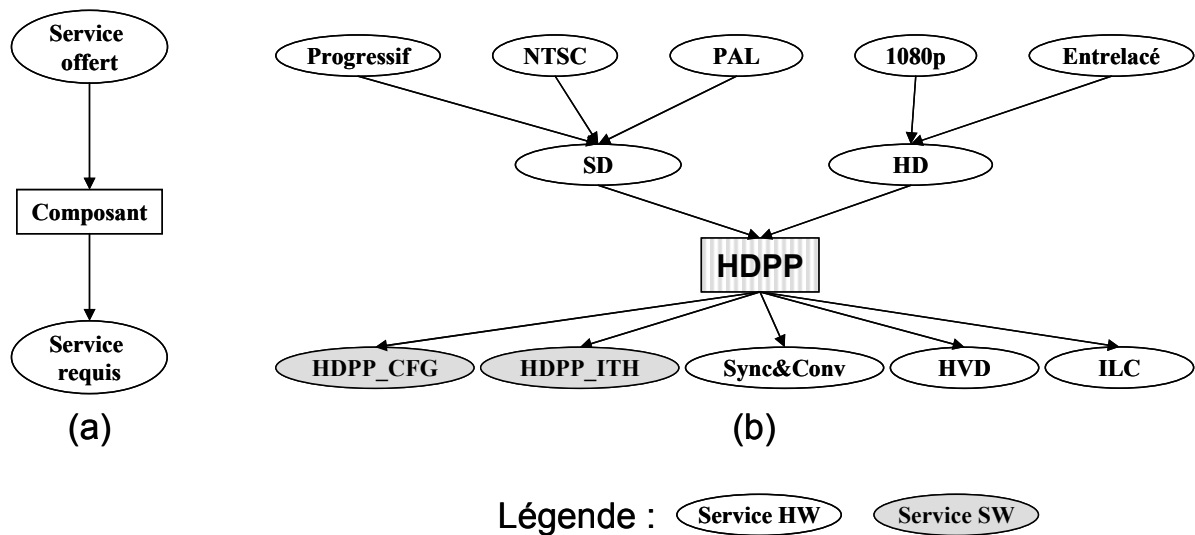 Service
offert
Composant
Service
requis
(a)
Progressif
NTSC
PAL
1080p
Entrelacé
SD
HD
HDPP
HDPP_CFG
HDPP_ITH
Sync&Conv
HVD
ILC
(b)
Légende :
Service HW
Service SW